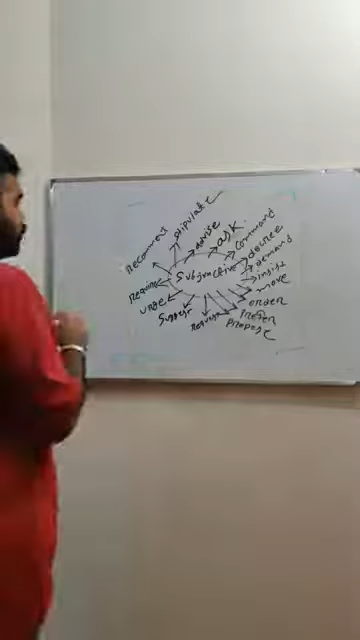 Subjunctive
stipulate
advise
ask
command
decree
demand
insist
move
order
prefer
propose
Request
Suggest
urge
Require
Recommend